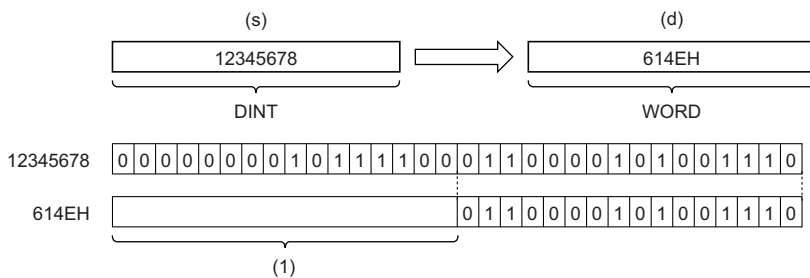 (s) (d)
12345678 614EH
DINT WORD
12345678 0 0 0 0 0 0 0 0 1 0 1 1 1 1 0 0 0 1 1 0 0 0 0 1 0 1 0 0 1 1 1 0
614EH 0 1 1 0 0 0 0 1 0 1 0 0 1 1 1 0
(1)